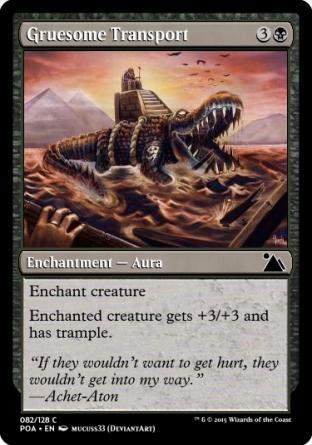 Gruesome Transport 3
Enchantment — Aura
Enchant creature
Enchanted creature gets +3/+3 and
has trample.
"If they wouldn't want to get hurt, they
wouldn't get into my way."
—Achet-Aton
082/128 C
POA • EN MUCUSS33 (DEVIANTART)
™ & © 2015 Wizards of the Coast